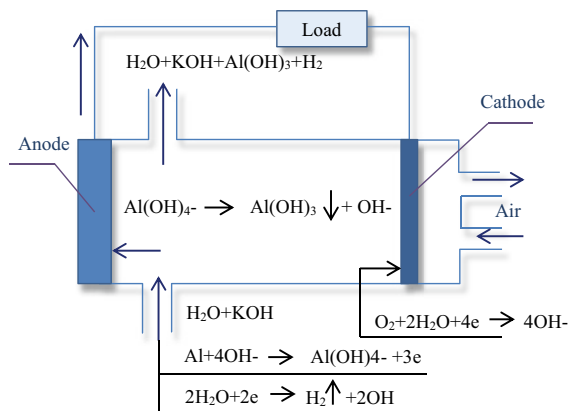 Load
H₂O+KOH+Al(OH)₃+H₂
Cathode
Anode
Al(OH)₄- → Al(OH)₃ ↓ + OH-
Air
H₂O+KOH
O₂+2H₂O+4e → 4OH-
Al+4OH- → Al(OH)4- +3e
2H₂O+2e → H₂↑ +2OH